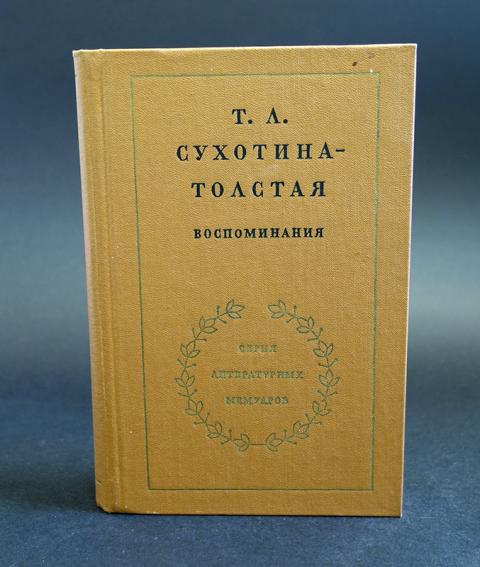 Т. Л.
СУХОТИНА-
ТОЛСТАЯ
ВОСПОМИНАНИЯ
СЕРИЯ
ЛИТЕРАТУРНЫХ
МЕМУАРОВ